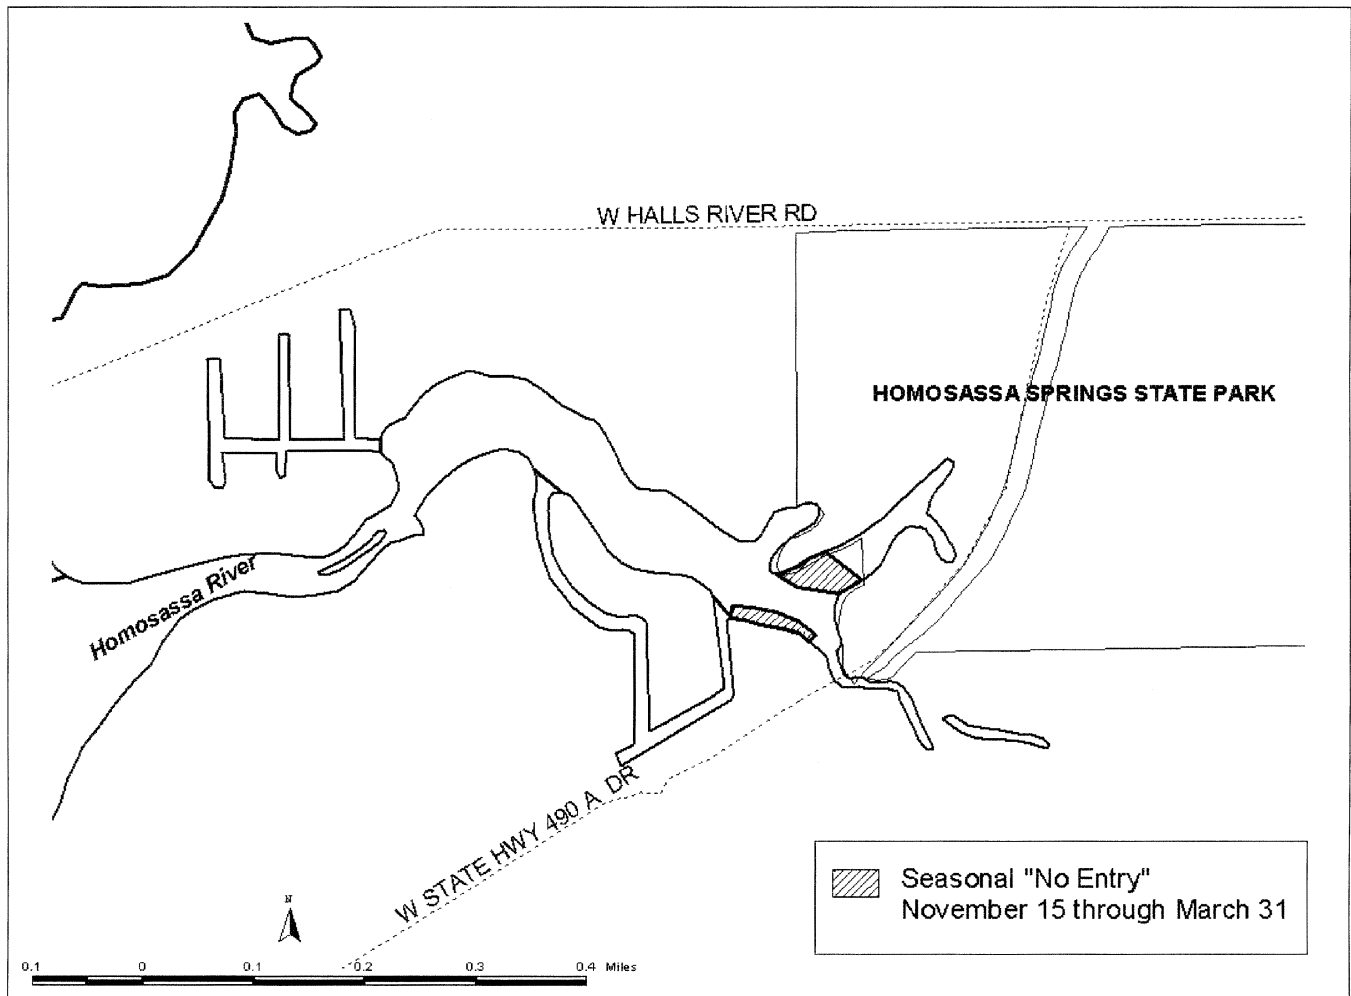 W HALLS RIVER RD
HOMOSASSA SPRINGS STATE PARK
Homosassa River
W STATE HWY 490 A DR
Seasonal "No Entry"
November 15 through March 31
N
0.1 0 0.1 0.2 0.3 0.4 Miles